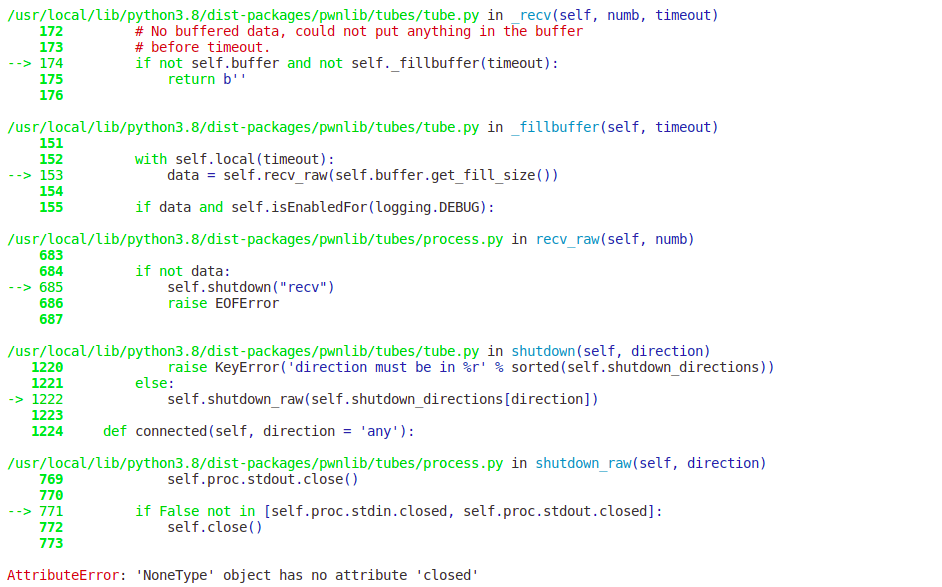 /usr/local/lib/python3.8/dist-packages/pwnlib/tubes/tube.py in _recv(self, numb, timeout)
    172         # No buffered data, could not put anything in the buffer
    173         # before timeout.
--> 174         if not self.buffer and not self._fillbuffer(timeout):
    175             return b''
    176
/usr/local/lib/python3.8/dist-packages/pwnlib/tubes/tube.py in _fillbuffer(self, timeout)
    151
    152         with self.local(timeout):
--> 153             data = self.recv_raw(self.buffer.get_fill_size())
    154
    155         if data and self.isEnabledFor(logging.DEBUG):
/usr/local/lib/python3.8/dist-packages/pwnlib/tubes/process.py in recv_raw(self, numb)
    683
    684         if not data:
--> 685             self.shutdown("recv")
    686             raise EOFError
    687
/usr/local/lib/python3.8/dist-packages/pwnlib/tubes/tube.py in shutdown(self, direction)
   1220             raise KeyError('direction must be in %r' % sorted(self.shutdown_directions))
   1221         else:
-> 1222             self.shutdown_raw(self.shutdown_directions[direction])
   1223
   1224     def connected(self, direction = 'any'):
/usr/local/lib/python3.8/dist-packages/pwnlib/tubes/process.py in shutdown_raw(self, direction)
    769             self.proc.stdout.close()
    770
--> 771         if False not in [self.proc.stdin.closed, self.proc.stdout.closed]:
    772             self.close()
    773
AttributeError: 'NoneType' object has no attribute 'closed'